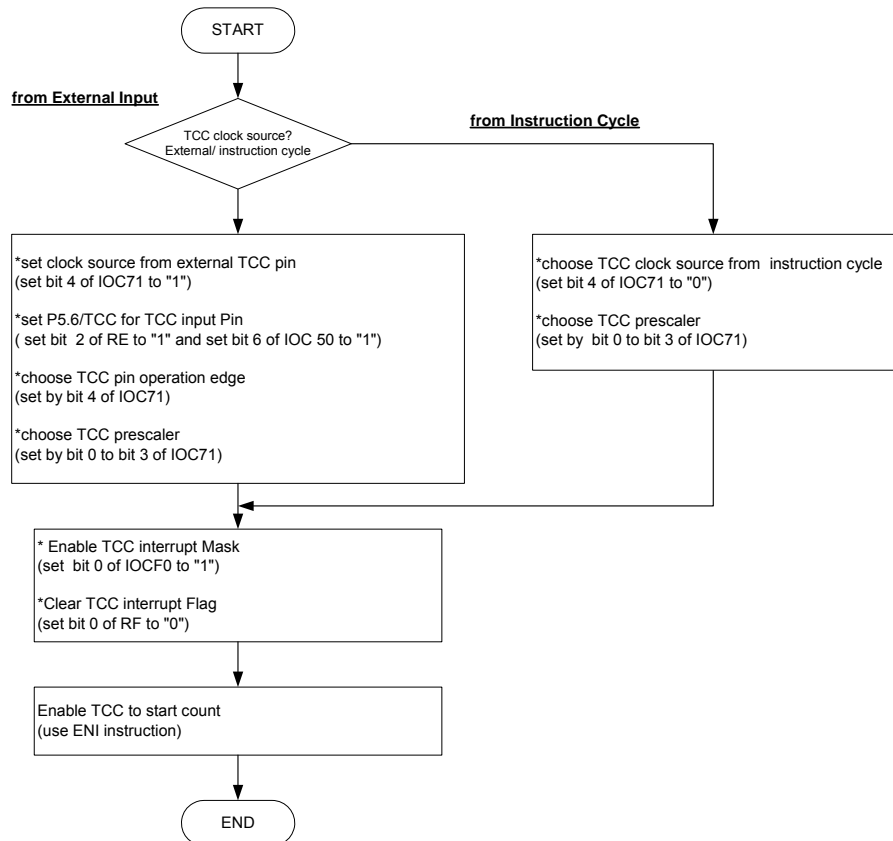 START
from External Input
TCC clock source?
External/ instruction cycle
from Instruction Cycle
*set clock source from external TCC pin
(set bit 4 of IOC71 to "1")
*set P5.6/TCC for TCC input Pin
( set bit 2 of RE to "1" and set bit 6 of IOC 50 to "1")
*choose TCC pin operation edge
(set by bit 4 of IOC71)
*choose TCC prescaler
(set by bit 0 to bit 3 of IOC71)
*choose TCC clock source from instruction cycle
(set bit 4 of IOC71 to "0")
*choose TCC prescaler
(set by bit 0 to bit 3 of IOC71)
* Enable TCC interrupt Mask
(set bit 0 of IOCF0 to "1")
*Clear TCC interrupt Flag
(set bit 0 of RF to "0")
Enable TCC to start count
(use ENI instruction)
END